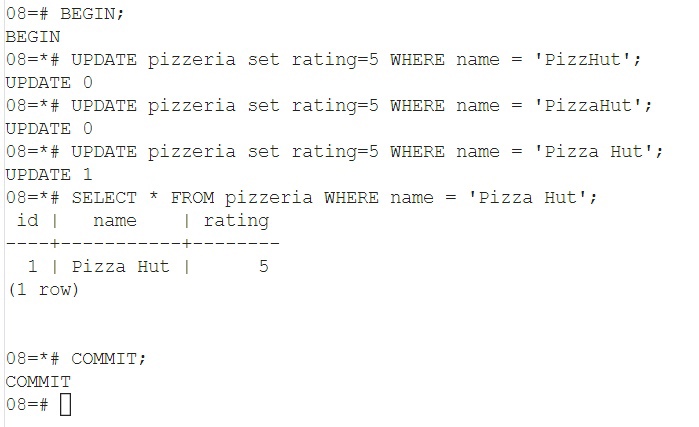 08=# BEGIN;
BEGIN
08=*# UPDATE pizzeria set rating=5 WHERE name = 'PizzHut';
UPDATE 0
08=*# UPDATE pizzeria set rating=5 WHERE name = 'PizzaHut';
UPDATE 0
08=*# UPDATE pizzeria set rating=5 WHERE name = 'Pizza Hut';
UPDATE 1
08=*# SELECT * FROM pizzeria WHERE name = 'Pizza Hut';
 id |   name    | rating
----+-----------+--------
  1 | Pizza Hut |      5
(1 row)
08=*# COMMIT;
COMMIT
08=#